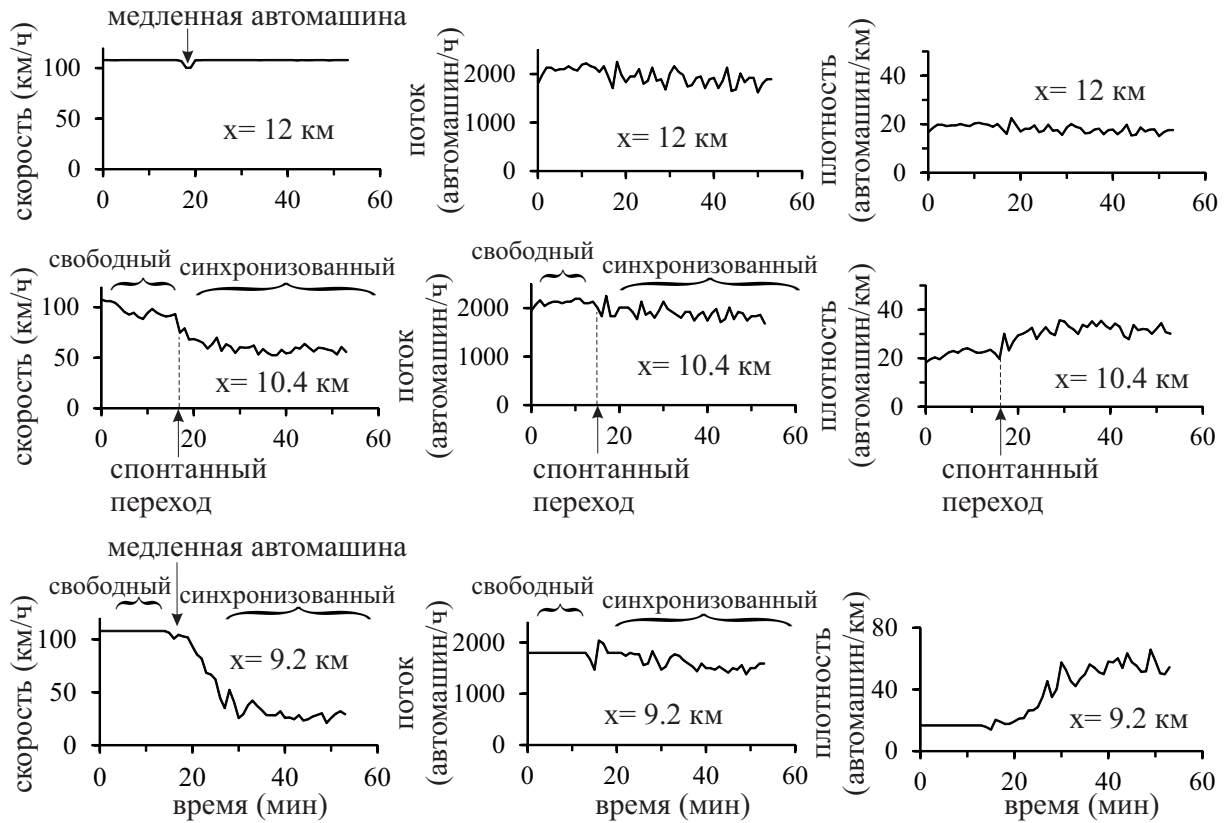 медленная автомашина
скорость (км/ч)
100
50
0
x= 12 км
0 20 40 60
поток
(автомашин/ч)
2000
1000
0
x= 12 км
0 20 40 60
плотность
(автомашин/км)
40
20
0
x= 12 км
0 20 40 60
свободный
синхронизованный
скорость (км/ч)
100
50
0
x= 10.4 км
0 20 40 60
спонтанный
переход
свободный
синхронизованный
поток
(автомашин/ч)
2000
1000
0
x= 10.4 км
0 20 40 60
спонтанный
переход
плотность
(автомашин/км)
40
20
0
x= 10.4 км
0 20 40 60
спонтанный
переход
медленная автомашина
свободный
синхронизованный
скорость (км/ч)
100
50
0
x= 9.2 км
0 20 40 60
время (мин)
свободный
синхронизованный
поток
(автомашин/ч)
2000
1000
0
x= 9.2 км
0 20 40 60
время (мин)
плотность
(автомашин/км)
80
40
0
x= 9.2 км
0 20 40 60
время (мин)